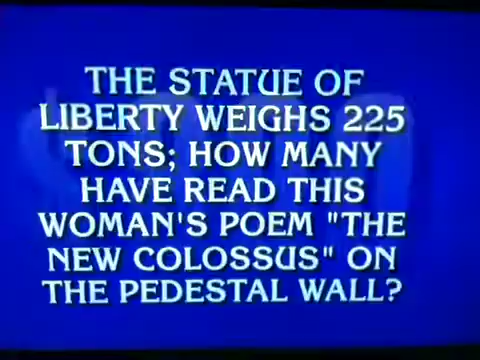 THE STATUE OF
LIBERTY WEIGHS 225
TONS; HOW MANY
HAVE READ THIS
WOMAN'S POEM "THE
NEW COLOSSUS" ON
THE PEDESTAL WALL?